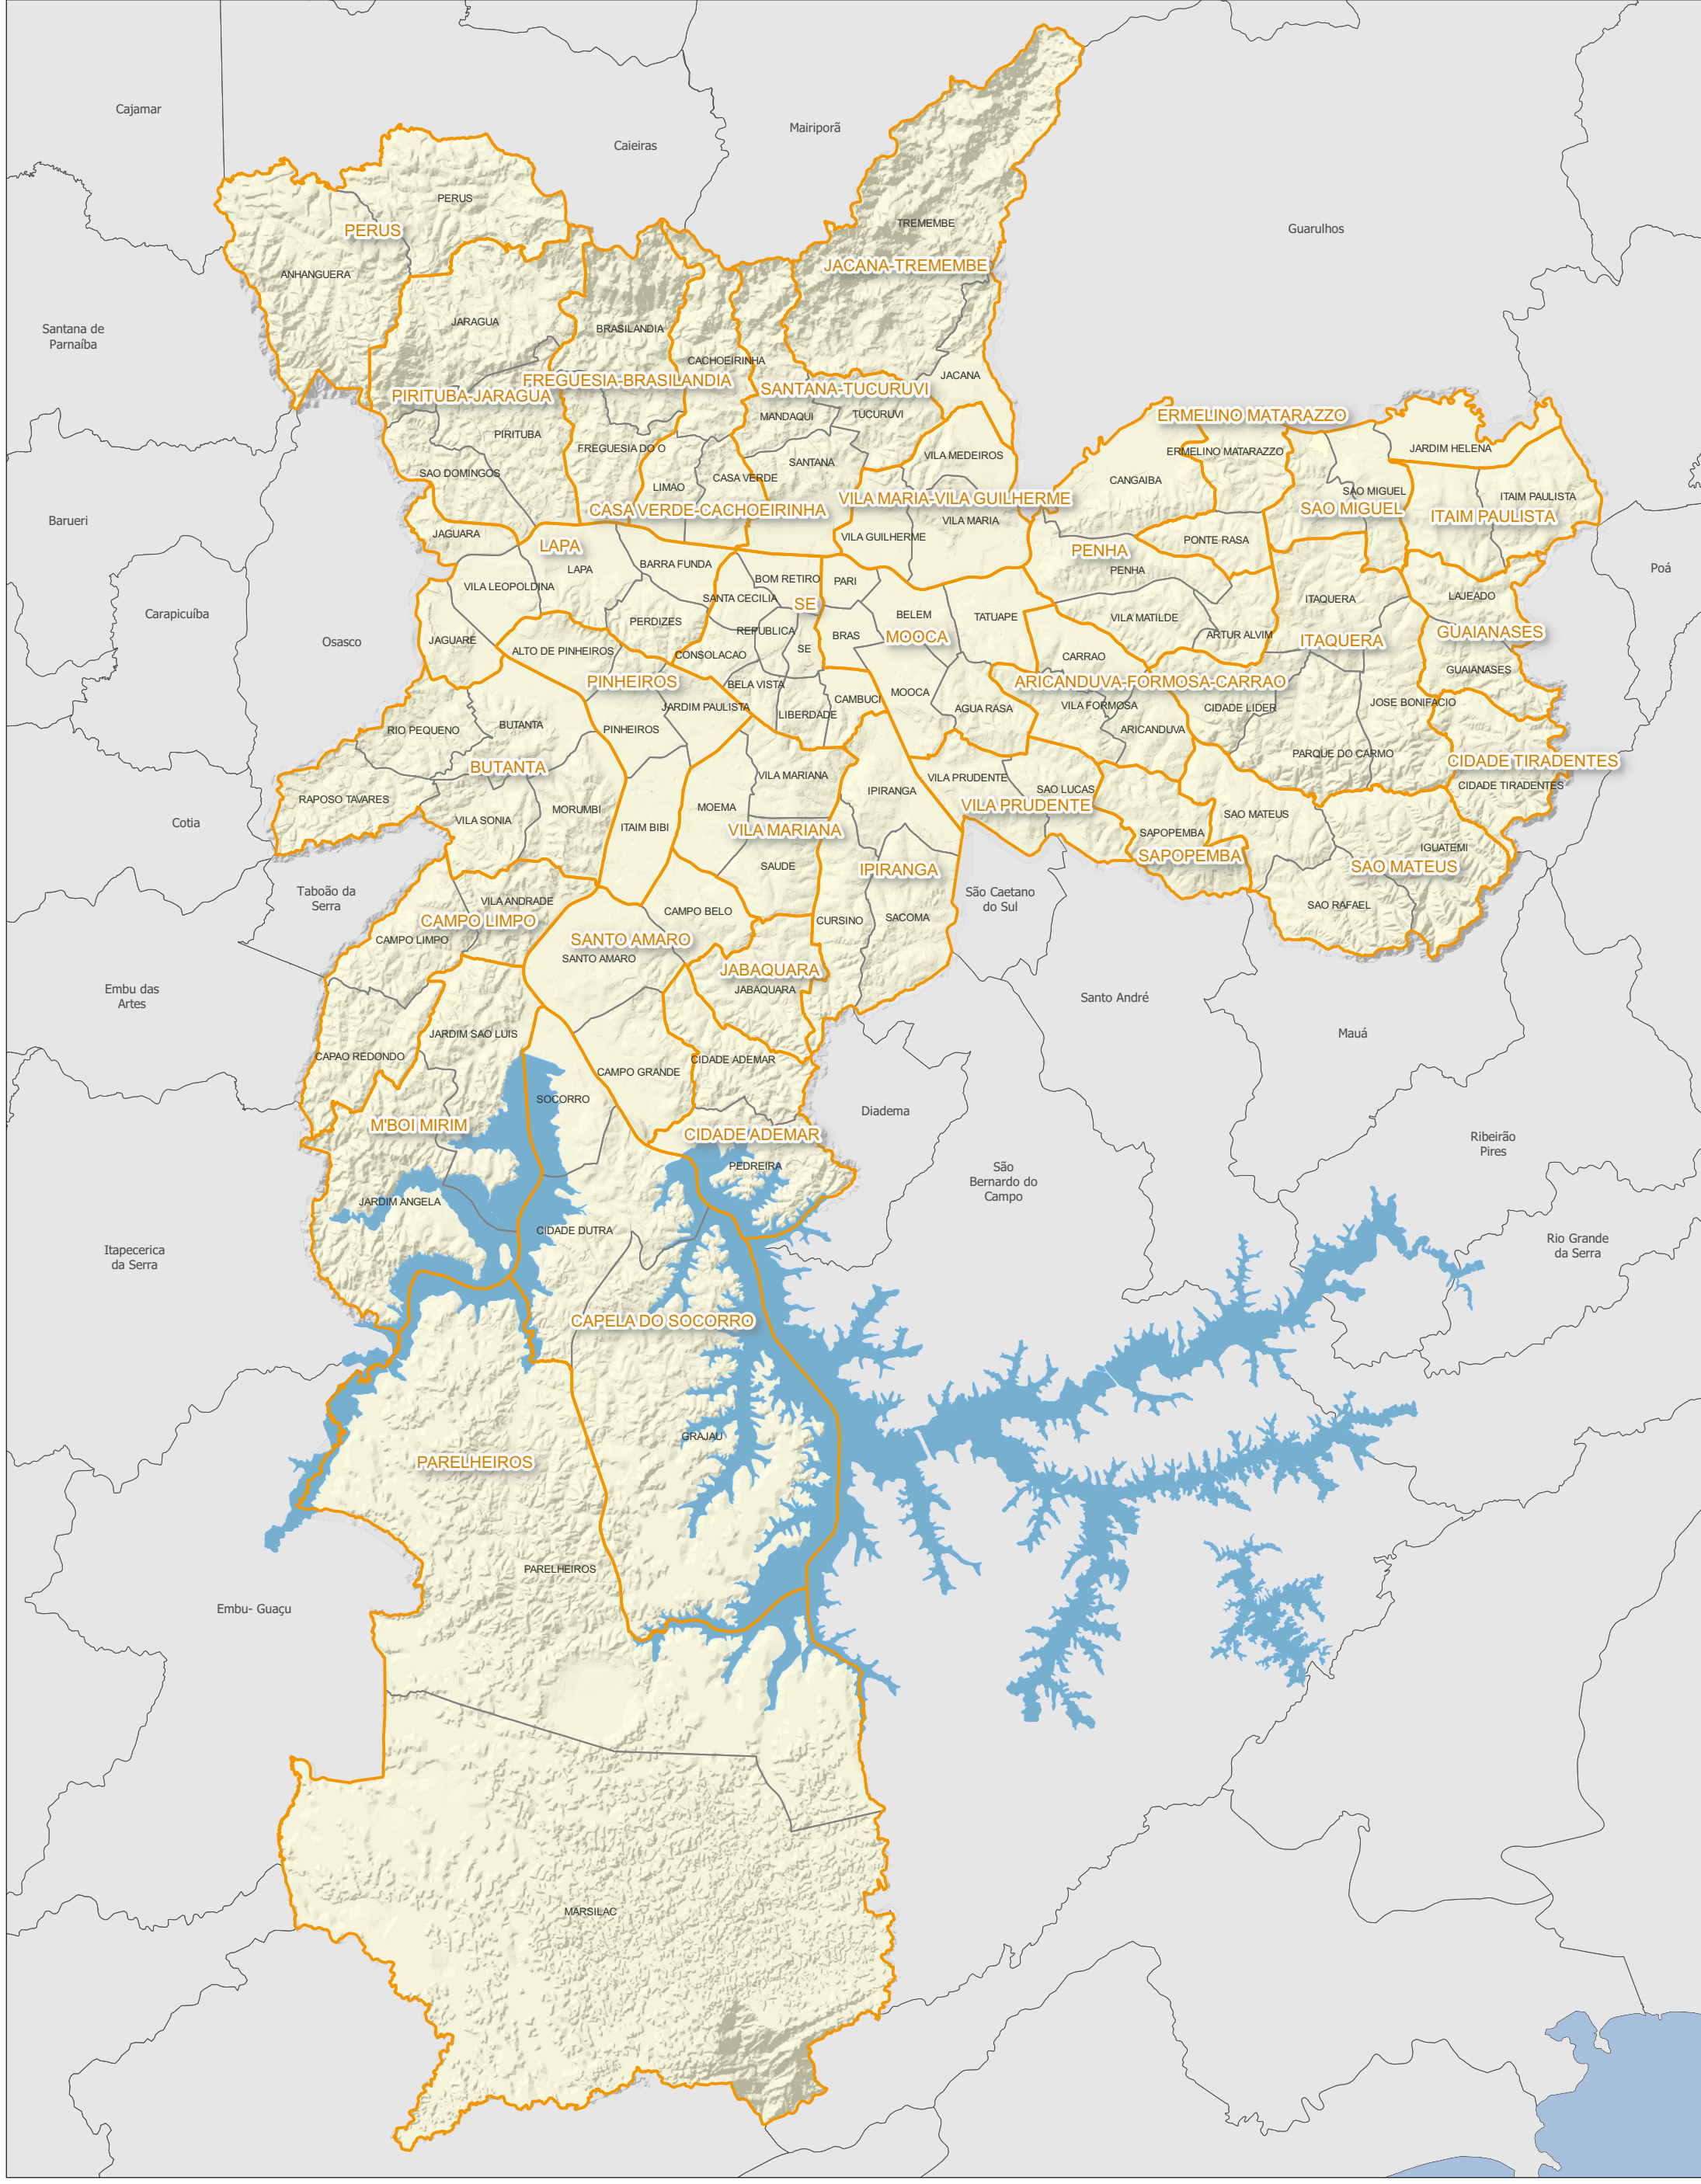 Cajamar
Mairiporã
Caieiras
PERUS
TREMEMBE
Guarulhos
PERUS
JACANA-TREMEMBE
ANHANGUERA
JARAGUA
BRASILANDIA
Santana de
Parnaíba
CACHOEIRINHA
JACANA
FREGUESIA-BRASILANDIA
SANTANA-TUCURUVI
PIRITUBA-JARAGUA
MANDAQUI
TUCURUVI
ERMELINO MATARAZZO
PIRITUBA
FREGUESIA DO O
JARDIM HELENA
ERMELINO MATARAZZO
VILA MEDEIROS
SANTANA
SAO DOMINGOS
CASA VERDE
CANGAIBA
LIMAO
SAO MIGUEL
ITAIM PAULISTA
VILA MARIA-VILA GUILHERME
CASA VERDE-CACHOEIRINHA
SAO MIGUEL
ITAIM PAULISTA
Barueri
VILA MARIA
JAGUARA
VILA GUILHERME
PONTE RASA
LAPA
PENHA
BARRA FUNDA
LAPA
PENHA
Poá
BOM RETIRO
PARI
VILA LEOPOLDINA
LAJEADO
SANTA CECILIA
SE
ITAQUERA
Carapicuíba
BELEM
TATUAPE
VILA MATILDE
PERDIZES
REPUBLICA
BRAS
MOOCA
ARTUR ALVIM
GUAIANASES
Osasco
JAGUARE
ITAQUERA
SE
ALTO DE PINHEIROS
CONSOLACAO
CARRAO
GUAIANASES
PINHEIROS
BELA VISTA
ARICANDUVA-FORMOSA-CARRAO
MOOCA
CAMBUCI
JOSE BONIFACIO
JARDIM PAULISTA
AGUA RASA
VILA FORMOSA
CIDADE LIDER
LIBERDADE
BUTANTA
RIO PEQUENO
PINHEIROS
ARICANDUVA
PARQUE DO CARMO
CIDADE TIRADENTES
BUTANTA
VILA MARIANA
VILA PRUDENTE
CIDADE TIRADENTES
SAO LUCAS
IPIRANGA
RAPOSO TAVARES
VILA PRUDENTE
MOEMA
MORUMBI
SAO MATEUS
Cotia
VILA SONIA
ITAIM BIBI
VILA MARIANA
SAPOPEMBA
IGUATEMI
SAPOPEMBA
SAO MATEUS
SAUDE
IPIRANGA
Taboão da
Serra
São Caetano
do Sul
VILA ANDRADE
SAO RAFAEL
CAMPO BELO
CAMPO LIMPO
CURSINO
SACOMA
CAMPO LIMPO
SANTO AMARO
SANTO AMARO
JABAQUARA
JABAQUARA
Embu das
Artes
Santo André
Mauá
JARDIM SAO LUIS
CAPAO REDONDO
CIDADE ADEMAR
CAMPO GRANDE
SOCORRO
Diadema
M'BOI MIRIM
CIDADE ADEMAR
Ribeirão
Pires
PEDREIRA
São
Bernardo do
Campo
JARDIM ANGELA
CIDADE DUTRA
Itapecerica
da Serra
Rio Grande
da Serra
CAPELA DO SOCORRO
GRAJAU
PARELHEIROS
PARELHEIROS
Embu- Guaçu
MARSILAC